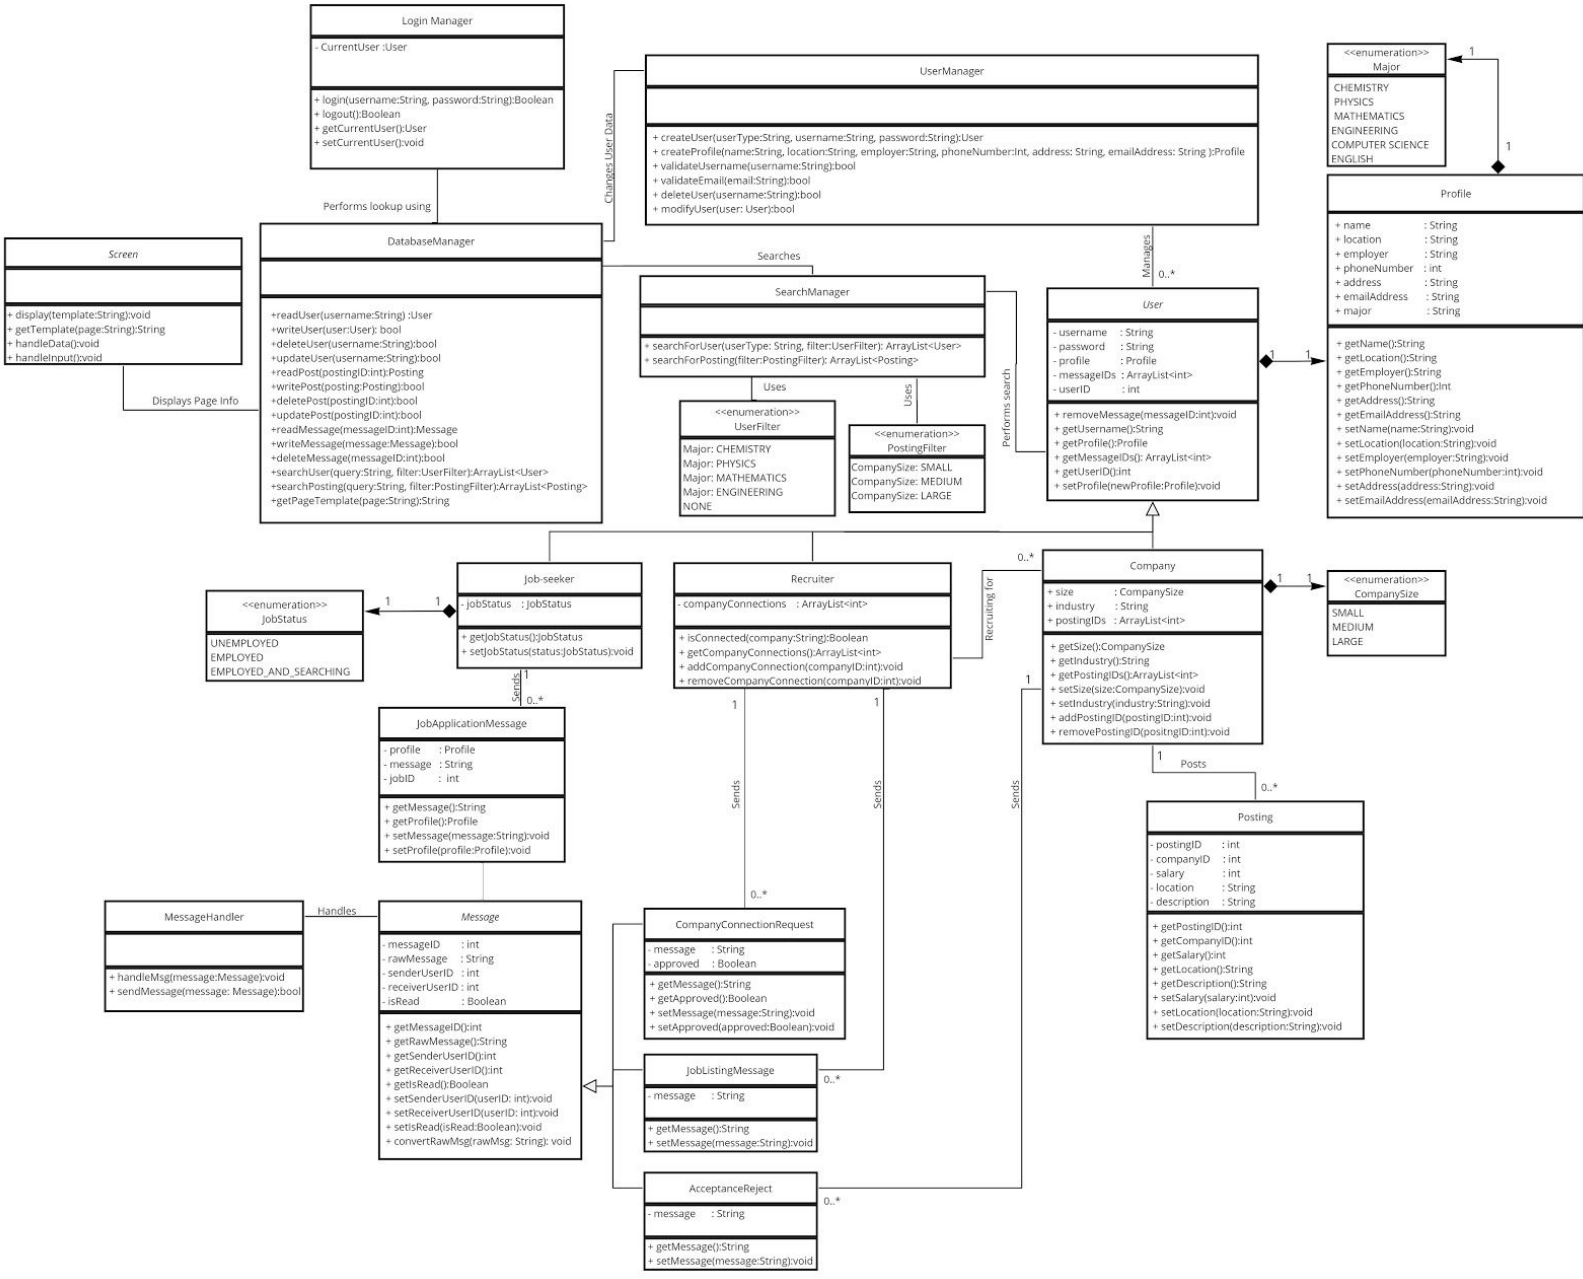 Login Manager
- CurrentUser :User
+ login(username:String, password:String):Boolean
+ logout():Boolean
+ getCurrentUser():User
+ setCurrentUser():void
Performs lookup using
UserManager
+ createUser(userType:String, username:String, password:String):User
+ createProfile(name:String, location:String, employer:String, phoneNumber:Int, address: String, emailAddress: String ):Profile
+ validateUsername(username:String):bool
+ validateEmail(email:String):bool
+ deleteUser(username:String):bool
+ modifyUser(user: User):bool
Changes User Data
Manages
0..*
<<enumeration>>
Major
CHEMISTRY
PHYSICS
MATHEMATICS
ENGINEERING
COMPUTER SCIENCE
ENGLISH
1
1
Profile
+ name : String
+ location : String
+ employer : String
+ phoneNumber : int
+ address : String
+ emailAddress : String
+ major : String
+ getName():String
+ getLocation():String
+ getEmployer():String
+ getPhoneNumber():Int
+ getAddress():String
+ getEmailAddress():String
+ setName(name:String):void
+ setLocation(location:String):void
+ setEmployer(employer:String):void
+ setPhoneNumber(phoneNumber:int):void
+ setAddress(address:String):void
+ setEmailAddress(emailAddress:String):void
Screen
+ display(template:String):void
+ getTemplate(page:String):String
+ handleData():void
+ handleInput():void
Displays Page Info
DatabaseManager
+readUser(username:String) :User
+writeUser(user:User): bool
+deleteUser(username:String):bool
+updateUser(username:String):bool
+readPost(postingID:int):Posting
+writePost(posting:Posting):bool
+deletePost(postingID:int):bool
+updatePost(postingID:int):bool
+readMessage(messageID:int):Message
+writeMessage(message:Message):bool
+deleteMessage(messageID:int):bool
+searchUser(query:String, filter:UserFilter):ArrayList<User>
+searchPosting(query:String, filter:PostingFilter):ArrayList<Posting>
+getPageTemplate(page:String):String
Searches
SearchManager
+ searchForUser(userType: String, filter:UserFilter): ArrayList<User>
+ searchForPosting(filter:PostingFilter): ArrayList<Posting>
Uses
Uses
Performs search
<<enumeration>>
UserFilter
Major: CHEMISTRY
Major: PHYSICS
Major: MATHEMATICS
Major: ENGINEERING
NONE
<<enumeration>>
PostingFilter
CompanySize: SMALL
CompanySize: MEDIUM
CompanySize: LARGE
User
- username : String
- password : String
- profile : Profile
- messageIDs : ArrayList<int>
- userID : int
+ removeMessage(messageID:int):void
+ getUsername():String
+ getProfile():Profile
+ getMessageIDs(): ArrayList<int>
+ getUserID():int
+ setProfile(newProfile:Profile):void
1 1
<<enumeration>>
JobStatus
UNEMPLOYED
EMPLOYED
EMPLOYED_AND_SEARCHING
1 1
Job-seeker
- jobStatus : JobStatus
+ getJobStatus():JobStatus
+ setJobStatus(status:JobStatus):void
Sends
1
0..*
Recruiter
- companyConnections : ArrayList<int>
+ isConnected(company:String):Boolean
+ getCompanyConnections():ArrayList<int>
+ addCompanyConnection(companyID:int):void
+ removeCompanyConnection(companyID:int):void
Recruiting for
0..*
Company
+ size : CompanySize
+ industry : String
+ postingIDs : ArrayList<int>
+ getSize():CompanySize
+ getIndustry():String
+ getPostingIDs():ArrayList<int>
+ setSize(size:CompanySize):void
+ setIndustry(industry:String):void
+ addPostingID(postingID:int):void
+ removePostingID(positngID:int):void
1 1
<<enumeration>>
CompanySize
SMALL
MEDIUM
LARGE
1
Posts
0..*
Posting
- postingID : int
- companyID : int
- salary : int
- location : String
- description : String
+ getPostingID():int
+ getCompanyID():int
+ getSalary():int
+ getLocation():String
+ getDescription():String
+ setSalary(salary:int):void
+ setLocation(location:String):void
+ setDescription(description:String):void
JobApplicationMessage
- profile : Profile
- message : String
- jobID : int
+ getMessage():String
+ getProfile():Profile
+ setMessage(message:String):void
+ setProfile(profile:Profile):void
MessageHandler
+ handleMsg(message:Message):void
+ sendMessage(message: Message):bool
Handles
Message
- messageID : int
- rawMessage : String
- senderUserID : int
- receiverUserID : int
- isRead : Boolean
+ getMessageID():int
+ getRawMessage():String
+ getSenderUserID():int
+ getReceiverUserID():int
+ getIsRead():Boolean
+ setSenderUserID(userID: int):void
+ setReceiverUserID(userID: int):void
+ setIsRead(isRead:Boolean):void
+ convertRawMsg(rawMsg: String): void
1
Sends
0..*
CompanyConnectionRequest
- message : String
- approved : Boolean
+ getMessage():String
+ getApproved():Boolean
+ setMessage(message:String):void
+ setApproved(approved:Boolean):void
1
Sends
0..*
JobListingMessage
- message : String
+ getMessage():String
+ setMessage(message:String):void
1
Sends
0..*
AcceptanceReject
- message : String
+ getMessage():String
+ setMessage(message:String):void